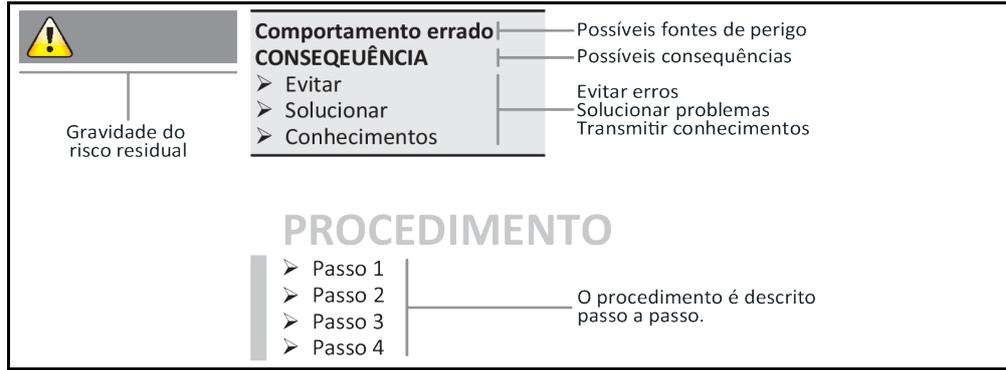 Comportamento errado
Possíveis fontes de perigo
CONSEQEUÊNCIA
Possíveis consequências
➢ Evitar
➢ Solucionar
➢ Conhecimentos
Evitar erros
Solucionar problemas
Transmitir conhecimentos
Gravidade do
risco residual
PROCEDIMENTO
➢ Passo 1
➢ Passo 2
➢ Passo 3
➢ Passo 4
O procedimento é descrito
passo a passo.